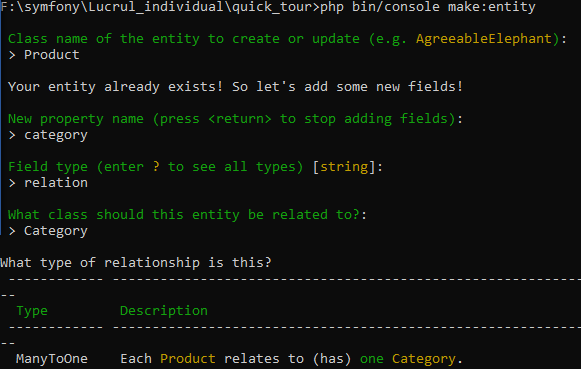 F:\symfony\Lucrul_individual\quick_tour>php bin/console make:entity
Class name of the entity to create or update (e.g. AgreeableElephant):
> Product
Your entity already exists! So let's add some new fields!
New property name (press <return> to stop adding fields):
> category
Field type (enter ? to see all types) [string]:
> relation
What class should this entity be related to?:
> Category
What type of relationship is this?
------------ ----------------------------------------------------------
--
Type Description
------------ ----------------------------------------------------------
--
ManyToOne Each Product relates to (has) one Category.